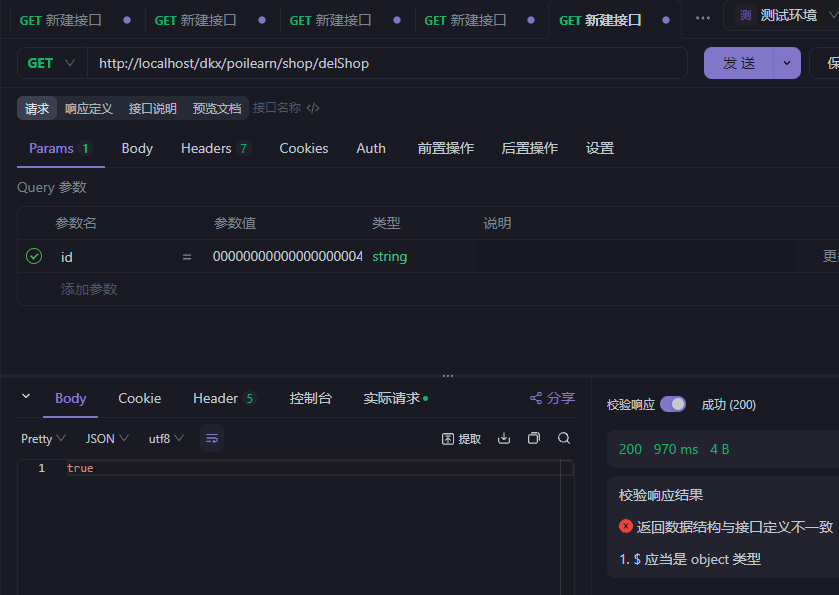 GET 新建接口 GET 新建接口 GET 新建接口 GET 新建接口 GET 新建接口 测 测试环境
GET http://localhost/dkx/poilearn/shop/delShop 发 送 保
请求 响应定义 接口说明 预览文档 接口名称 </>
Params 1 Body Headers 7 Cookies Auth 前置操作 后置操作 设置
Query 参数
参数名 参数值 类型 说明
id = 00000000000000000004 string 更
添加参数
Body Cookie Header 5 控制台 实际请求 分享
Pretty JSON utf8 提取
1 true
校验响应 成功 (200)
200 970 ms 4 B
校验响应结果
返回数据结构与接口定义不一致
1. $ 应当是 object 类型